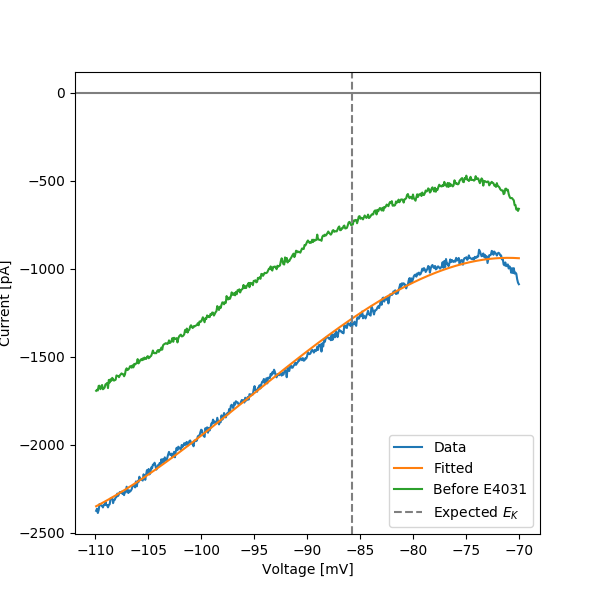 0
−500
−1000
−1500
−2000
−2500
Current [pA]
−110 −105 −100 −95 −90 −85 −80 −75 −70
Voltage [mV]
Data
Fitted
Before E4031
Expected E_K